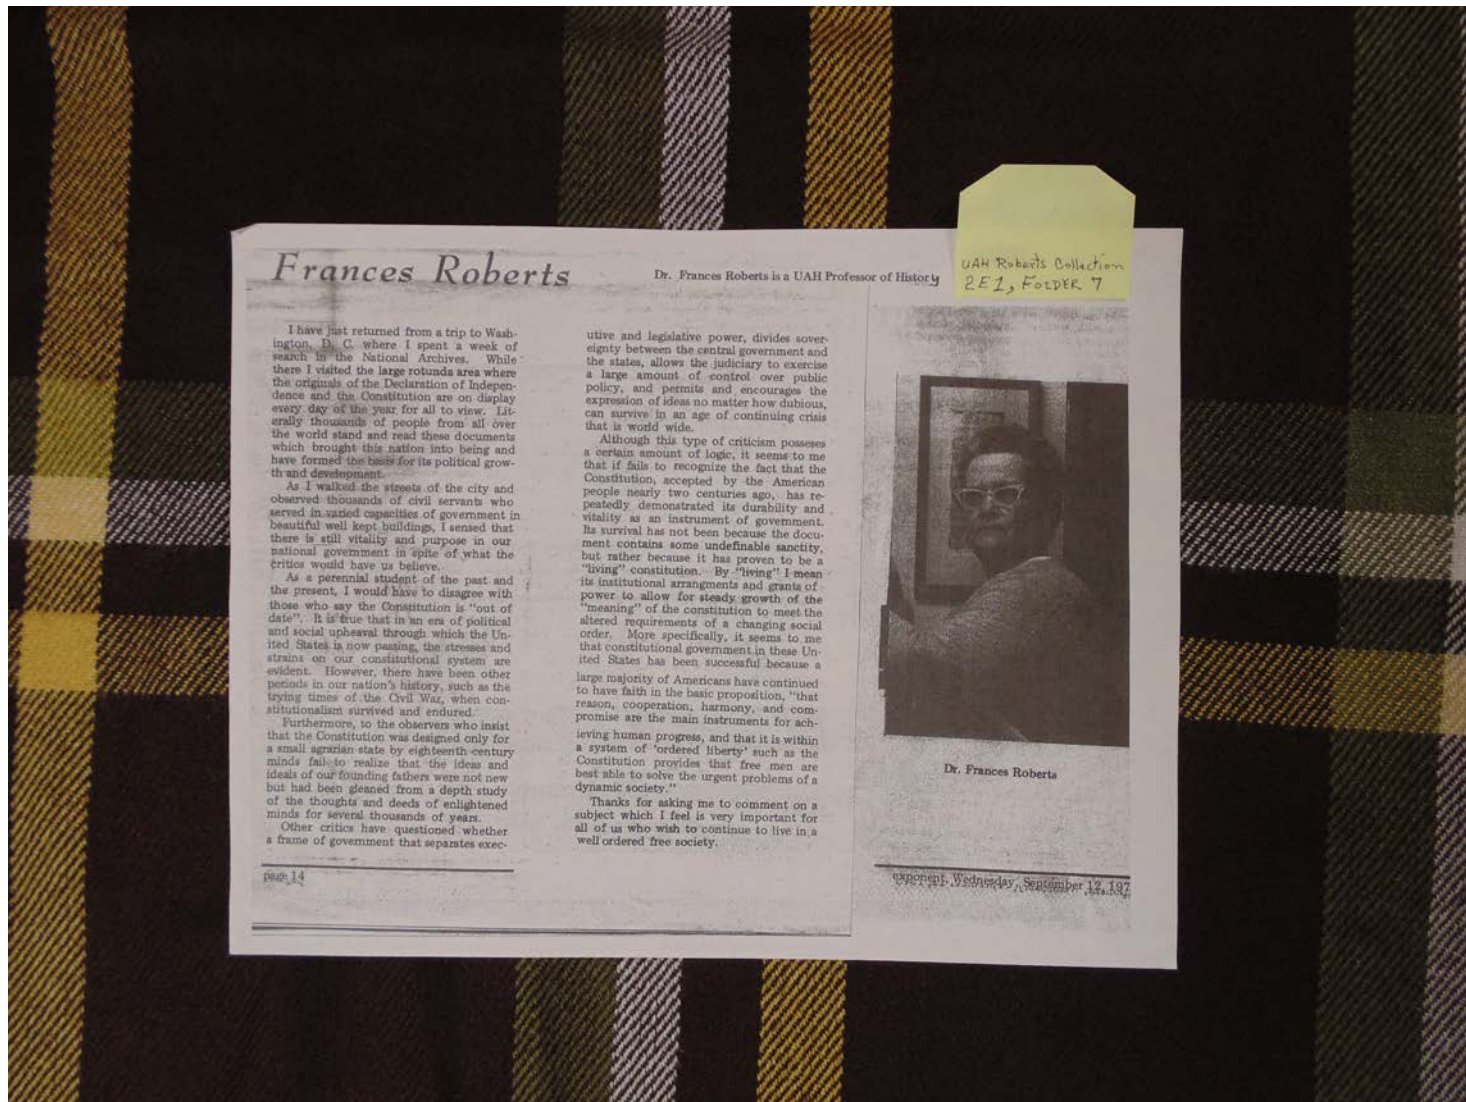 Frances Roberts
Dr. Frances Roberts is a UAH Professor of History
UAH Roberts Collection
2E1, FOLDER 7
I have just returned from a trip to Wash-
ington, D. C. where I spent a week of
search in the National Archives. While
there I visited the large rotunda area where
the originals of the Declaration of Indepen-
dence and the Constitution are on display
every day of the year for all to view. Lit-
erally thousands of people from all over
the world stand and read these documents
which brought this nation into being and
have formed the basis for its political grow-
th and development.
As I walked the streets of the city and
observed thousands of civil servants who
served in varied capacities of government in
beautiful well kept buildings, I sensed that
there is still vitality and purpose in our
national government in spite of what the
critics would have us believe.
As a perennial student of the past and
the present, I would have to disagree with
those who say the Constitution is "out of
date". It is true that in an era of political
and social upheaval through which the Un-
ited States is now passing, the stresses and
strains on our constitutional system are
evident. However, there have been other
periods in our nation's history, such as the
trying times of the Civil War, when con-
stitutionalism survived and endured.
Furthermore, to the observers who insist
that the Constitution was designed only for
a small agrarian state by eighteenth century
minds fail to realize that the ideas and
ideals of our founding fathers were not new
but had been gleaned from a depth study
of the thoughts and deeds of enlightened
minds for several thousands of years.
Other critics have questioned whether
a frame of government that separates exec-
page 14
utive and legislative power, divides sover-
eignty between the central government and
the states, allows the judiciary to exercise
a large amount of control over public
policy, and permits and encourages the
expression of ideas no matter how dubious,
can survive in an age of continuing crisis
that is world wide.
Although this type of criticism posseses
a certain amount of logic, it seems to me
that if fails to recognize the fact that the
Constitution, accepted by the American
people nearly two centuries ago, has re-
peatedly demonstrated its durability and
vitality as an instrument of government.
Its survival has not been because the docu-
ment contains some undefinable sanctity,
but rather because it has proven to be a
"living" constitution. By "living" I mean
its institutional arrangments and grants of
power to allow for steady growth of the
"meaning" of the constitution to meet the
altered requirements of a changing social
order. More specifically, it seems to me
that constitutional government in these Un-
ited States has been successful because a
large majority of Americans have continued
to have faith in the basic proposition, "that
reason, cooperation, harmony, and com-
promise are the main instruments for ach-
ieving human progress, and that it is within
a system of 'ordered liberty' such as the
Constitution provides that free men are
best able to solve the urgent problems of a
dynamic society."
Thanks for asking me to comment on a
subject which I feel is very important for
all of us who wish to continue to live in a
well ordered free society.
Dr. Frances Roberts
exponent, Wednesday, September 12, 197